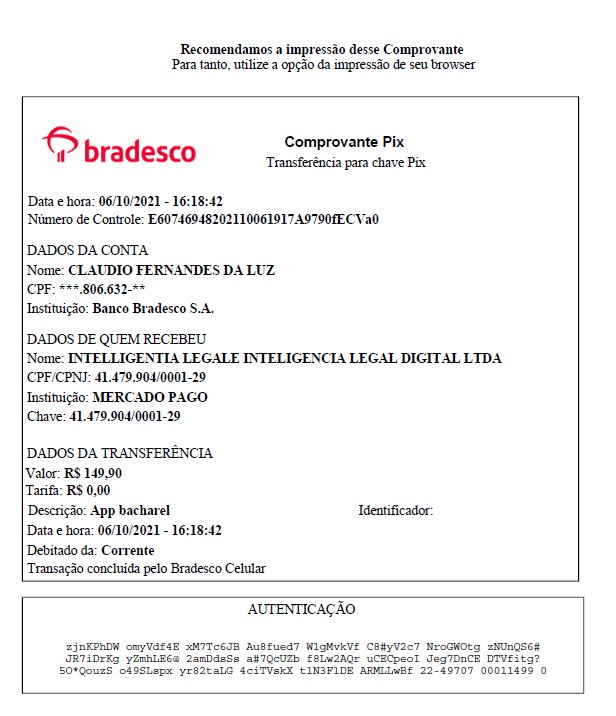 Recomendamos a impressão desse Comprovante
Para tanto, utilize a opção da impressão de seu browser
bradesco
Comprovante Pix
Transferência para chave Pix
Data e hora: 06/10/2021 - 16:18:42
Número de Controle: E60746948202110061917A9790fECVa0
DADOS DA CONTA
Nome: CLAUDIO FERNANDES DA LUZ
CPF: ***.806.632-**
Instituição: Banco Bradesco S.A.
DADOS DE QUEM RECEBEU
Nome: INTELLIGENTIA LEGALE INTELIGENCIA LEGAL DIGITAL LTDA
CPF/CPNJ: 41.479.904/0001-29
Instituição: MERCADO PAGO
Chave: 41.479.904/0001-29
DADOS DA TRANSFERÊNCIA
Valor: R$ 149,90
Tarifa: R$ 0,00
Descrição: App bacharel Identificador:
Data e hora: 06/10/2021 - 16:18:42
Debitado da: Corrente
Transação concluída pelo Bradesco Celular
AUTENTICAÇÃO
zjnKPhDW omyVdf4E xM7Tc6JB Au8fued7 WlgMvkVf C8#yV2c7 NroGWOtg zNUnQS6#
JR7iDrKg yZmhLE6@ 2amDdsSs a#7QcUZb f8Lw2AQr uCECpeoI Jeg7DnCE DTVfitg?
5O*QouzS o49SLspx yr82taLG 4ciTVskX tlN3FlDE ARMLLwBf 22-49707 00011499 0